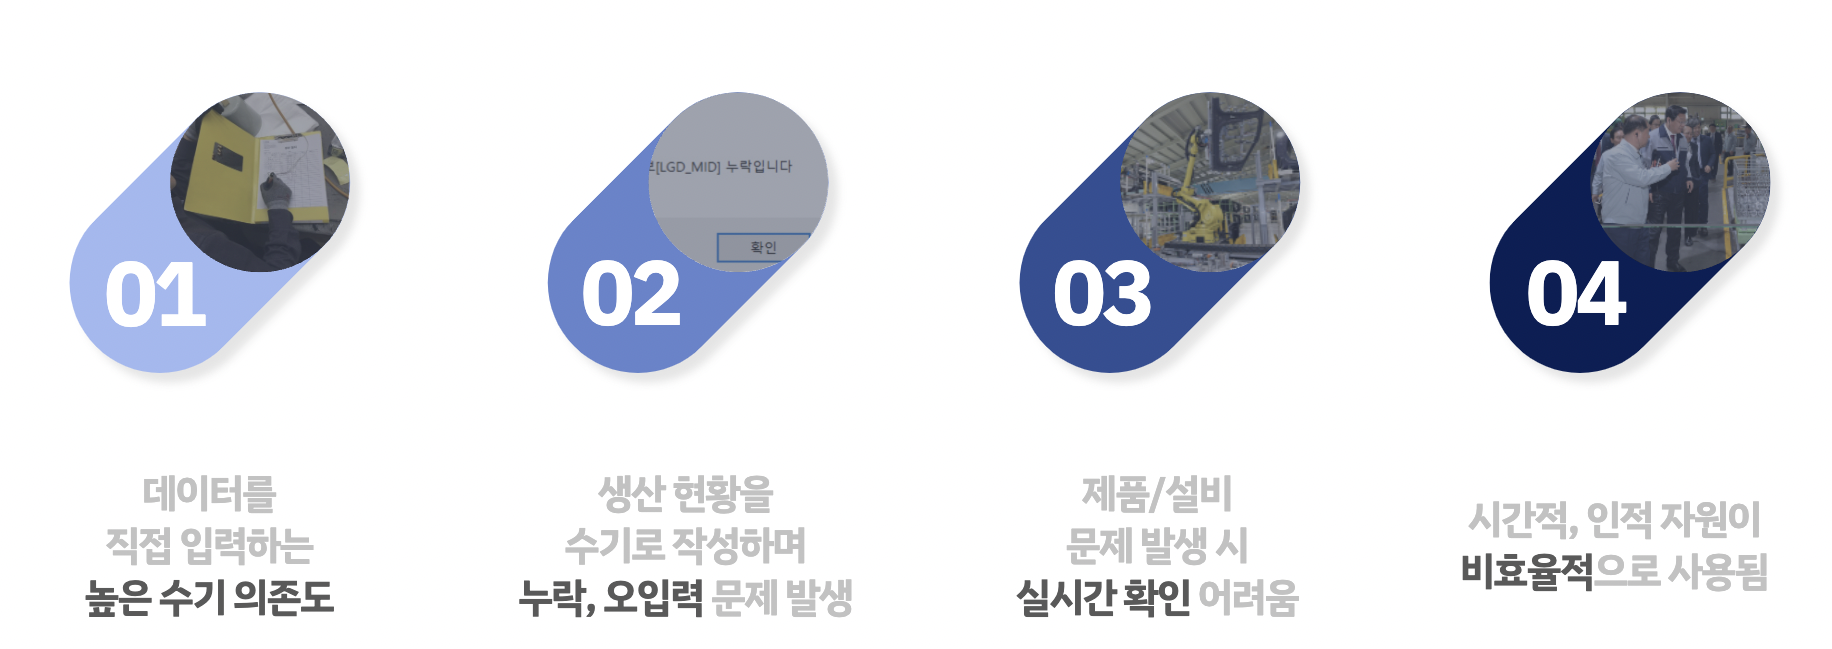 01
데이터를
직접 입력하는
높은 수기 의존도
[LGD_MID] 누락입니다
확인
02
생산 현황을
수기로 작성하며
누락, 오입력 문제 발생
03
제품/설비
문제 발생 시
실시간 확인 어려움
04
시간적, 인적 자원이
비효율적으로 사용됨